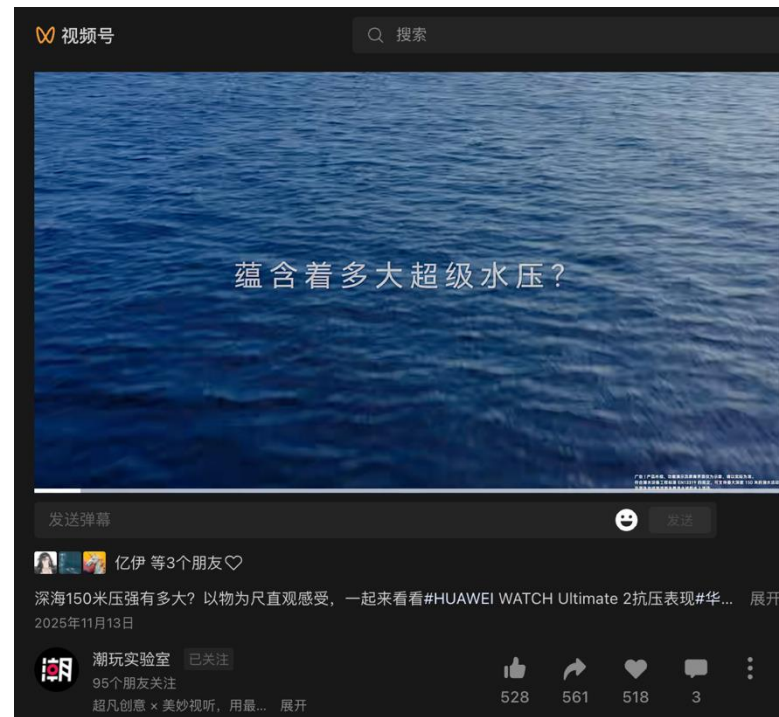 视频号
搜索
蕴含着多大超级水压?
发送弹幕
发送
亿伊 等3个朋友♡
深海150米压强有多大? 以物为尺直观感受，一起来看看#HUAWEI WATCH Ultimate 2抗压表现#华... 展开
2025年11月13日
潮
潮玩实验室 已关注
95个朋友关注
超凡创意 × 美妙视听，用最... 展开
528 561 518 3